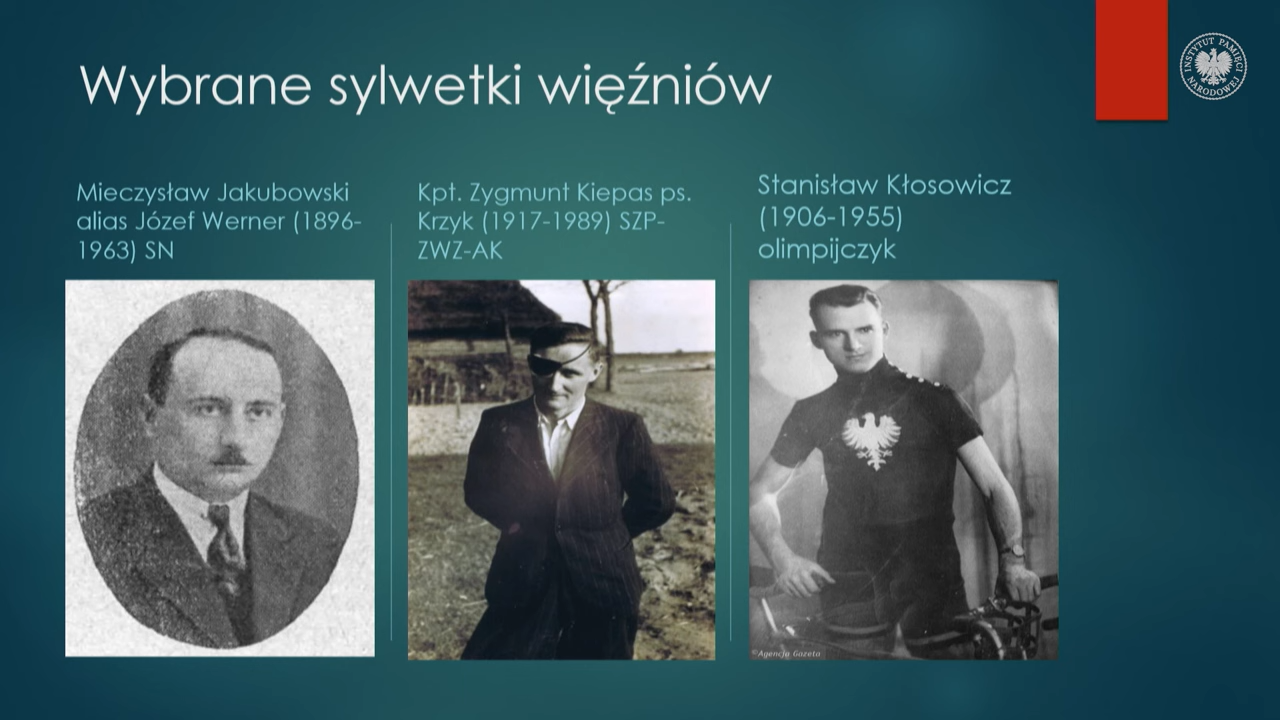 Wybrane sylwetki więźniów
INSTYTUT PAMIĘCI
NARODOWEJ
Mieczysław Jakubowski
alias Józef Werner (1896-
1963) SN
Kpt. Zygmunt Kiepas ps.
Krzyk (1917-1989) SZP-
ZWZ-AK
Stanisław Kłosowicz
(1906-1955)
olimpijczyk
©Agencja Gazeta